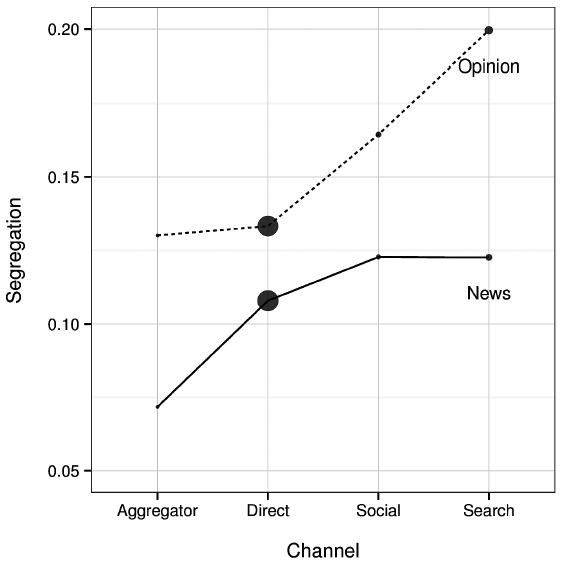 0.20
Opinion
0.15
Segregation
News
0.10
0.05
Aggregator Direct Social Search
Channel